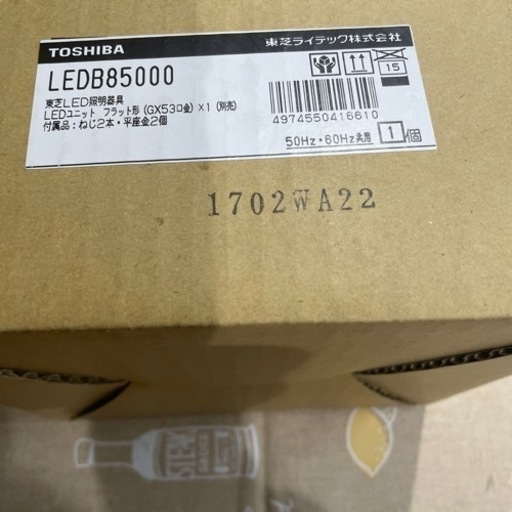 TOSHIBA
東芝ライテック株式会社
LEDB85000
東芝LED照明器具
LEDユニット フラット形(GX53口金)×1(別売)
付属品:ねじ2本・平座金2個
15
4974550416610
50Hz・60Hz共用
1個
1702WA22